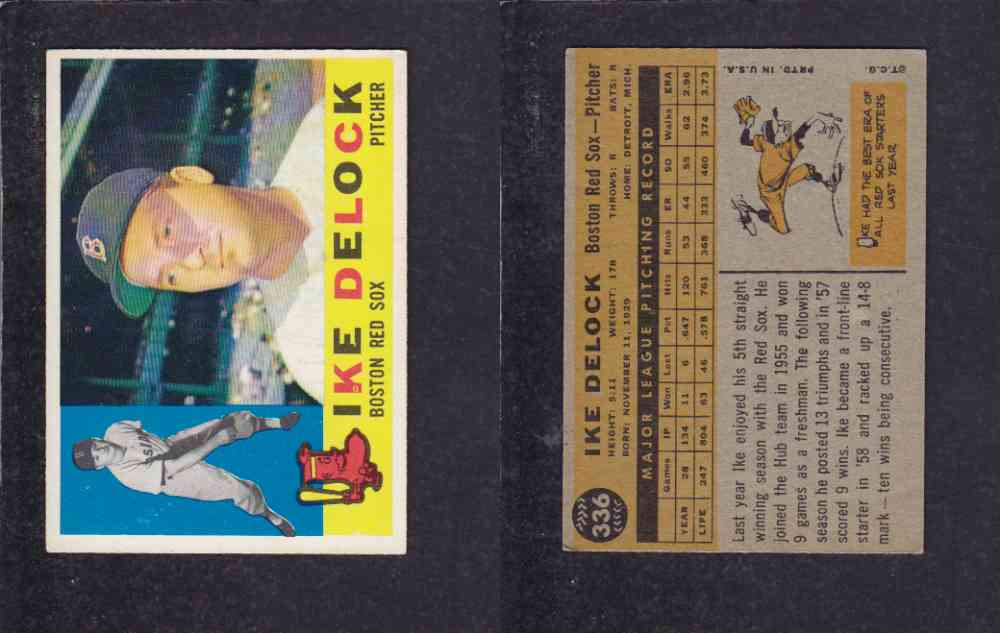 IKE DELOCK
BOSTON RED SOX PITCHER
B
336
IKE DELOCK Boston Red Sox—Pitcher
HEIGHT: 5:11 WEIGHT: 178 THROWS: R BATS: R
BORN: NOVEMBER 11, 1929 HOME: DETROIT, MICH.
MAJOR LEAGUE PITCHING RECORD
Games IP Won Lost Pct Hits Runs ER SO Walks ERA
YEAR 28 134 11 6 .647 120 53 44 55 62 2.96
LIFE 247 804 63 46 .578 761 368 333 460 374 3.73
Last year Ike enjoyed his 5th straight
winning season with the Red Sox. He
joined the Hub team in 1955 and won
9 games as a freshman. The following
season he posted 13 triumphs and in '57
scored 9 wins. Ike became a front-line
starter in '58 and racked up a 14-8
mark—ten wins being consecutive.
IKE HAD THE BEST ERA OF
ALL RED SOX STARTERS
LAST YEAR
©T.C.G. PRTD. IN U.S.A.